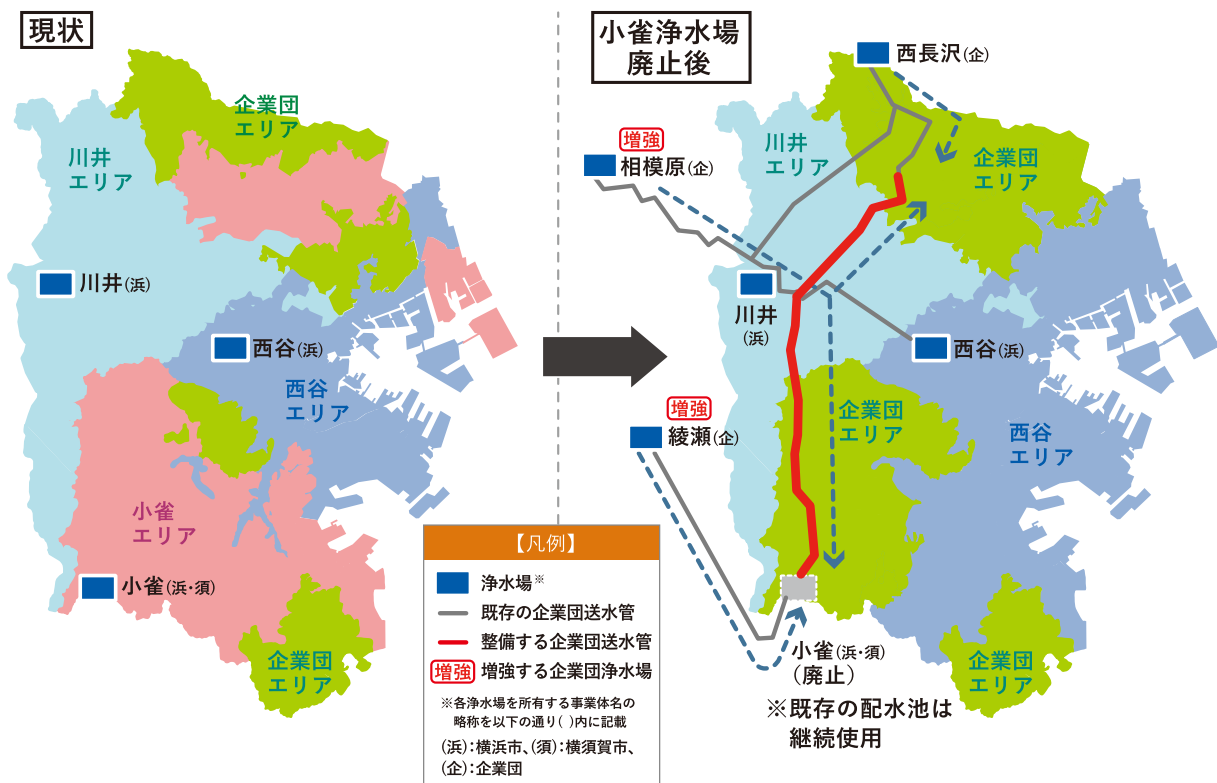 現状
企業団
エリア
川井
エリア
川井(浜)
西谷(浜)
西谷
エリア
小雀
エリア
小雀(浜・須)
企業団
エリア
小雀浄水場
廃止後
西長沢(企)
増強
相模原(企)
川井
エリア
企業団
エリア
川井
(浜)
西谷(浜)
増強
綾瀬(企)
企業団
エリア
西谷
エリア
小雀(浜・須)
(廃止)
※既存の配水池は
継続使用
企業団
エリア
【凡例】
浄水場※
既存の企業団送水管
整備する企業団送水管
増強 増強する企業団浄水場
※各浄水場を所有する事業体名の
略称を以下の通り( )内に記載
(浜):横浜市、(須):横須賀市、
(企):企業団